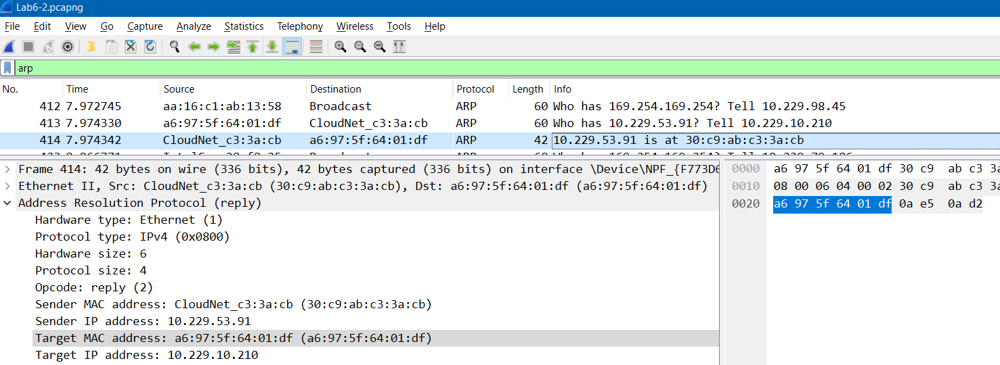 Lab6-2.pcapng
File Edit View Go Capture Analyze Statistics Telephony Wireless Tools Help
arp
No. Time Source Destination Protocol Length Info
412 7.972745 aa:16:c1:ab:13:58 Broadcast ARP 60 Who has 169.254.169.254? Tell 10.229.98.45
413 7.974330 a6:97:5f:64:01:df CloudNet_c3:3a:cb ARP 60 Who has 10.229.53.91? Tell 10.229.10.210
414 7.974342 CloudNet_c3:3a:cb a6:97:5f:64:01:df ARP 42 10.229.53.91 is at 30:c9:ab:c3:3a:cb
Frame 414: 42 bytes on wire (336 bits), 42 bytes captured (336 bits) on interface \Device\NPF_{F773D6
Ethernet II, Src: CloudNet_c3:3a:cb (30:c9:ab:c3:3a:cb), Dst: a6:97:5f:64:01:df (a6:97:5f:64:01:df)
Address Resolution Protocol (reply)
Hardware type: Ethernet (1)
Protocol type: IPv4 (0x0800)
Hardware size: 6
Protocol size: 4
Opcode: reply (2)
Sender MAC address: CloudNet_c3:3a:cb (30:c9:ab:c3:3a:cb)
Sender IP address: 10.229.53.91
Target MAC address: a6:97:5f:64:01:df (a6:97:5f:64:01:df)
Target IP address: 10.229.10.210
0000 a6 97 5f 64 01 df 30 c9 ab c3 3a
0010 08 00 06 04 00 02 30 c9 ab c3 3a
0020 a6 97 5f 64 01 df 0a e5 0a d2